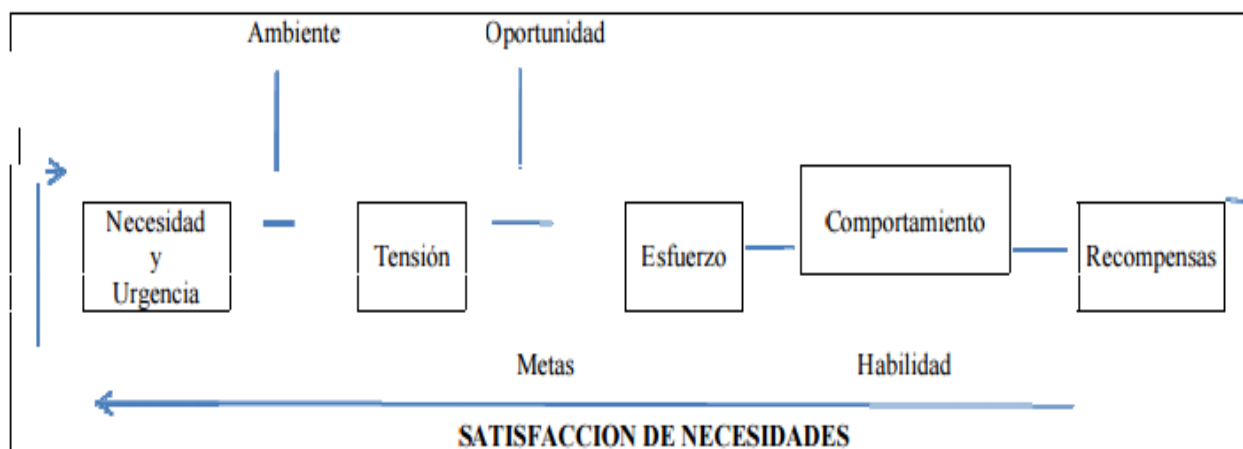 Ambiente Oportunidad
Necesidad
y
Urgencia
Tensión
Esfuerzo
Comportamiento
Recompensas
Metas Habilidad
SATISFACCION DE NECESIDADES